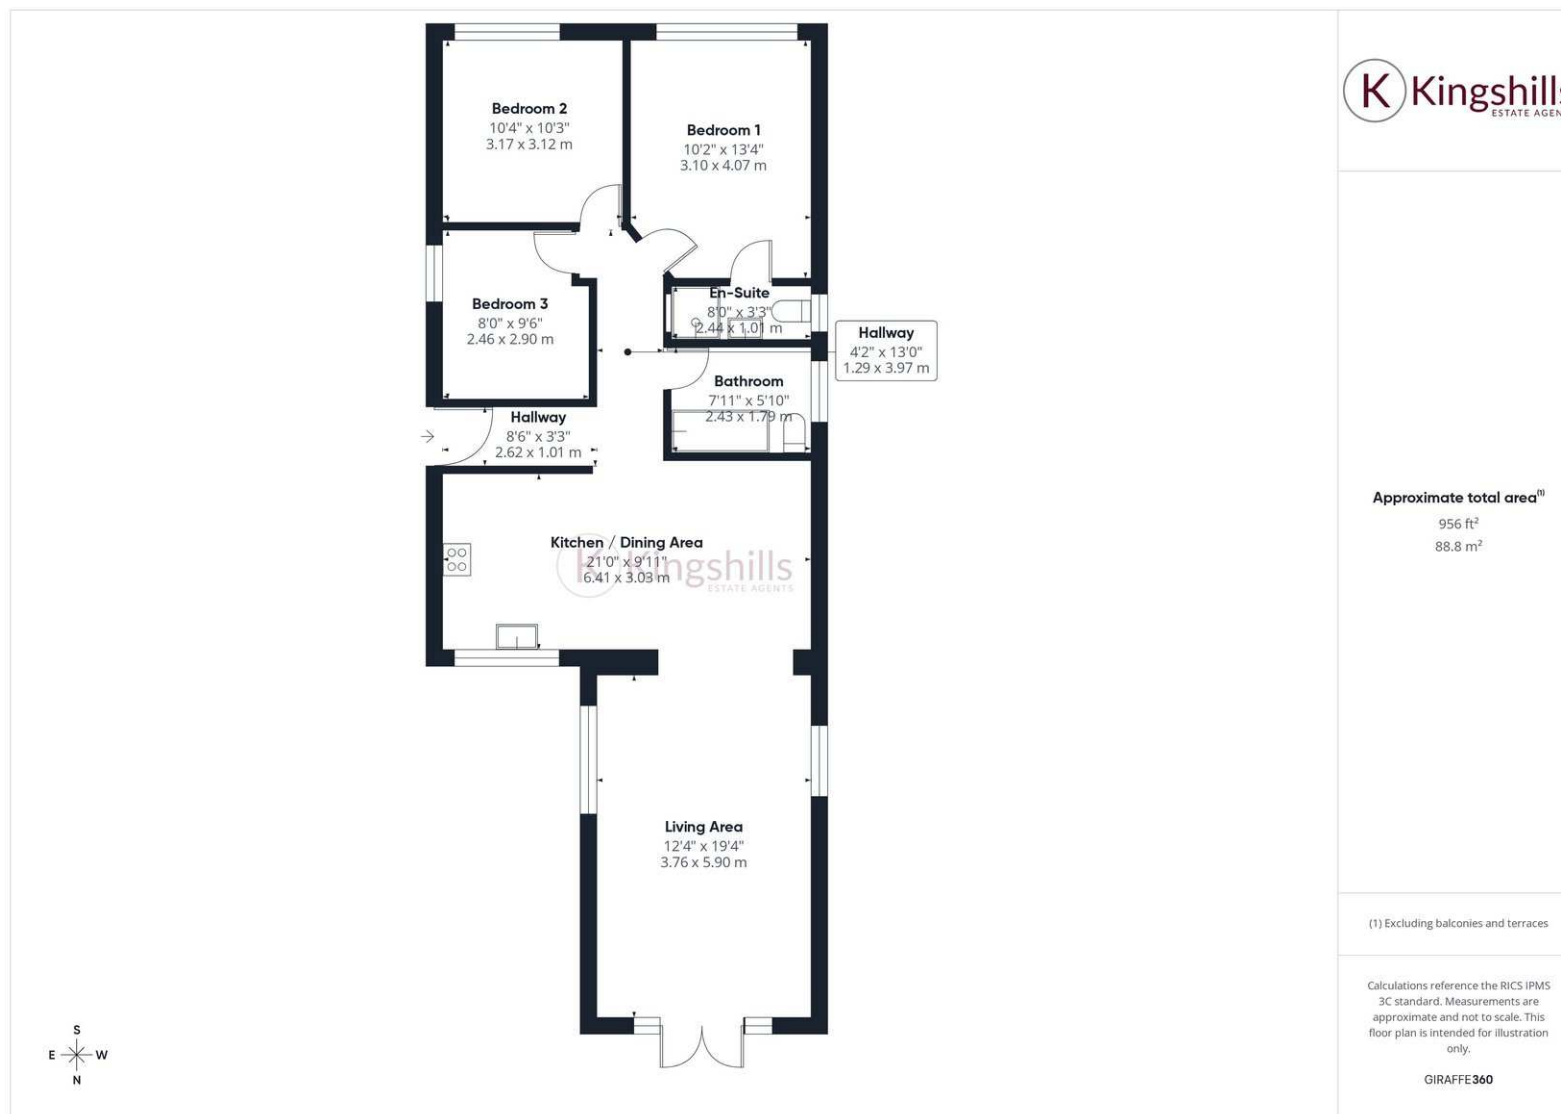 Bedroom 2
10'4" x 10'3"
3.17 x 3.12 m
Bedroom 1
10'2" x 13'4"
3.10 x 4.07 m
Bedroom 3
8'0" x 9'6"
2.46 x 2.90 m
En-Suite
8'0" x 3'3"
2.44 x 1.01 m
Hallway
4'2" x 13'0"
1.29 x 3.97 m
Bathroom
7'11" x 5'10"
2.43 x 1.79 m
Hallway
8'6" x 3'3"
2.62 x 1.01 m
Kitchen / Dining Area
21'0" x 9'11"
6.41 x 3.03 m
K Kingshills
ESTATE AGENTS
Living Area
12'4" x 19'4"
3.76 x 5.90 m
S
E W
N
K Kingshills
ESTATE AGEN
Approximate total area(1)
956 ft²
88.8 m²
(1) Excluding balconies and terraces
Calculations reference the RICS IPMS
3C standard. Measurements are
approximate and not to scale. This
floor plan is intended for illustration
only.
GIRAFFE360